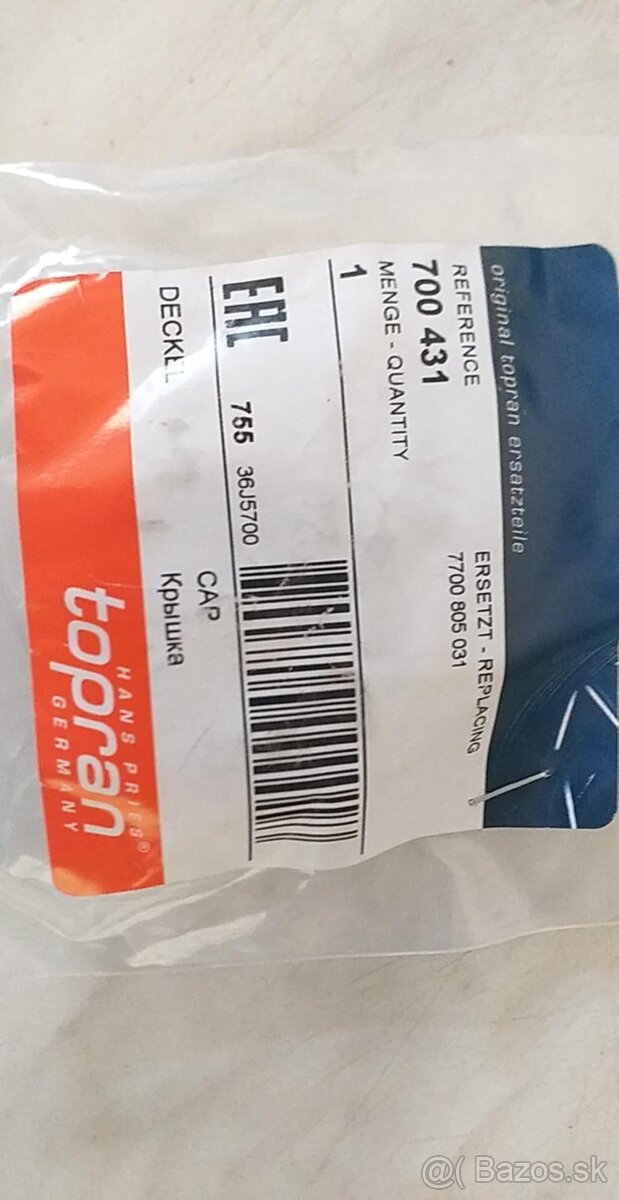 original topran ersatzteile
REFERENCE
700 431
ERSETZT - REPLACING
7700 805 031
MENGE - QUANTITY
1
EAC 755 36J5700
DECKEL
CAP
Крышка
topran
HANS PRIES®
GERMANY
@( Bazos.sk